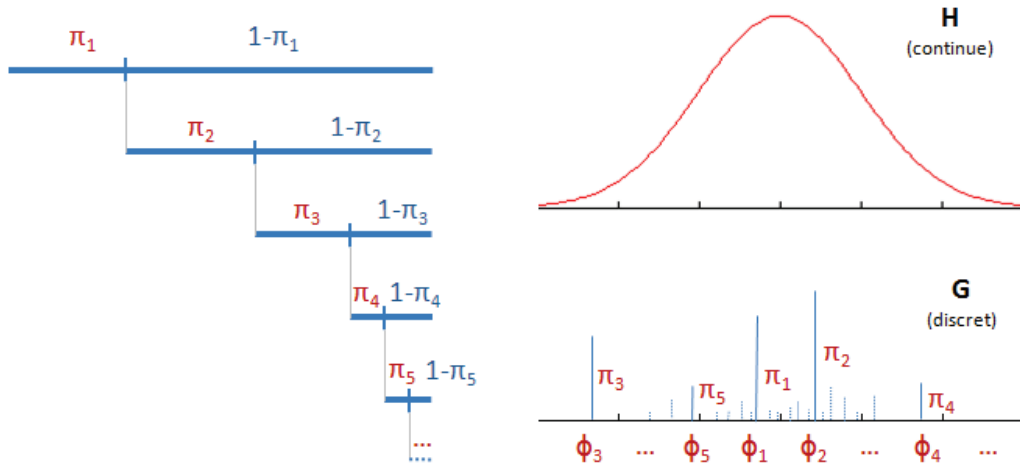 π₁ 1-π₁
π₂ 1-π₂
π₃ 1-π₃
π₄ 1-π₄
π₅ 1-π₅
...
H
(continue)
G
(discret)
π₃ π₅ π₁ π₂ π₄
ϕ₃ ... ϕ₅ ϕ₁ ϕ₂ ... ϕ₄ ...